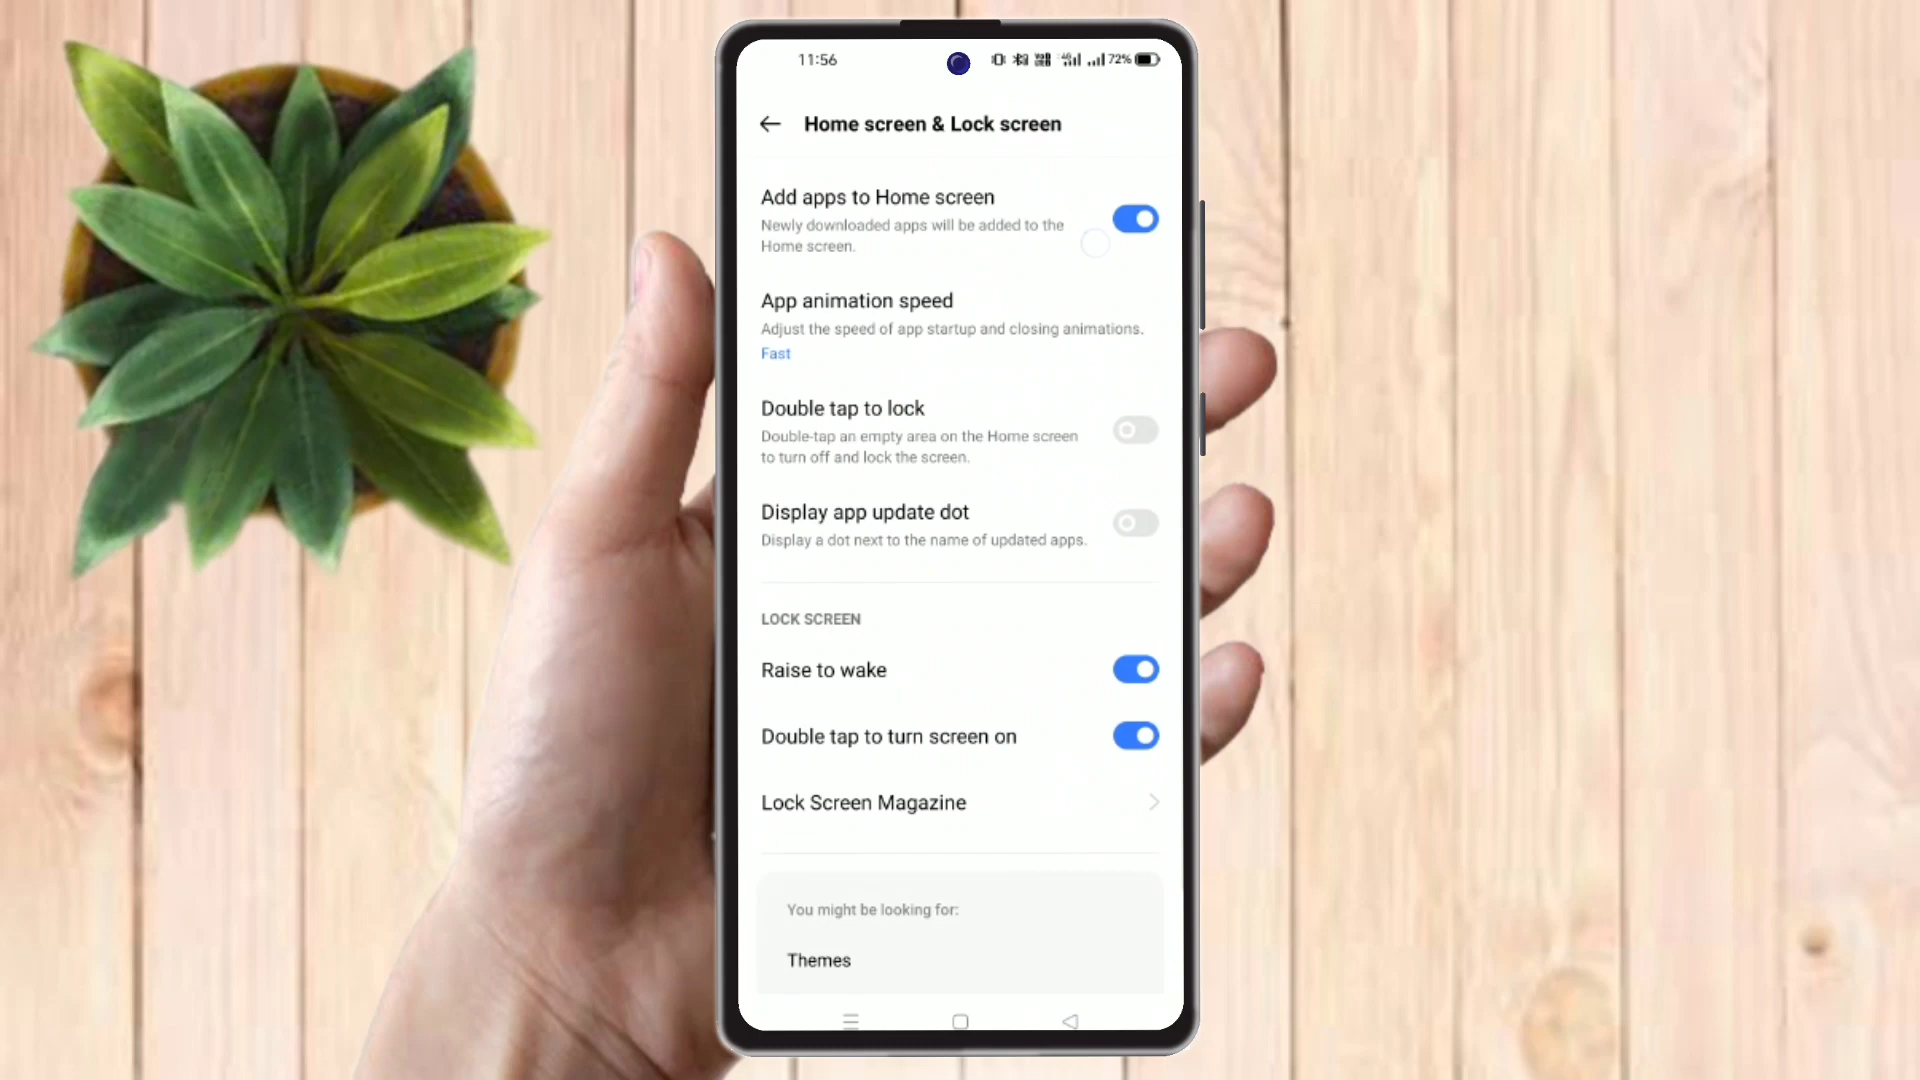 11:56
72%
Home screen & Lock screen
Add apps to Home screen
Newly downloaded apps will be added to the
Home screen.
App animation speed
Adjust the speed of app startup and closing animations.
Fast
Double tap to lock
Double-tap an empty area on the Home screen
to turn off and lock the screen.
Display app update dot
Display a dot next to the name of updated apps.
LOCK SCREEN
Raise to wake
Double tap to turn screen on
Lock Screen Magazine
You might be looking for:
Themes